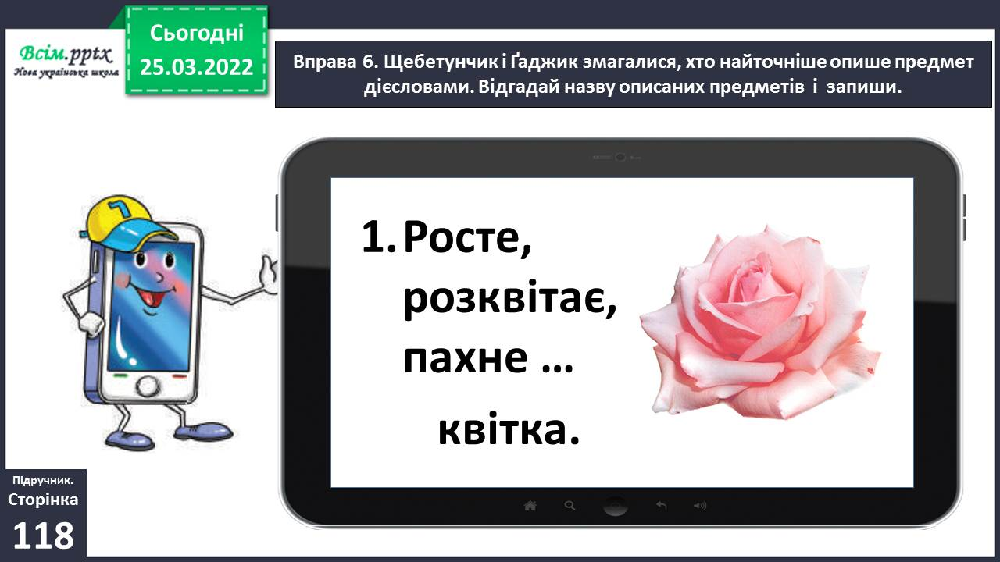 Всім.pptx
Нова українська школа
Сьогодні
25.03.2022
Вправа 6. Щебетунчик і Ґаджик змагалися, хто найточніше опише предмет
дієсловами. Відгадай назву описаних предметів і запиши.
1. Росте,
розквітає,
пахне ...
квітка.
Підручник.
Сторінка
118